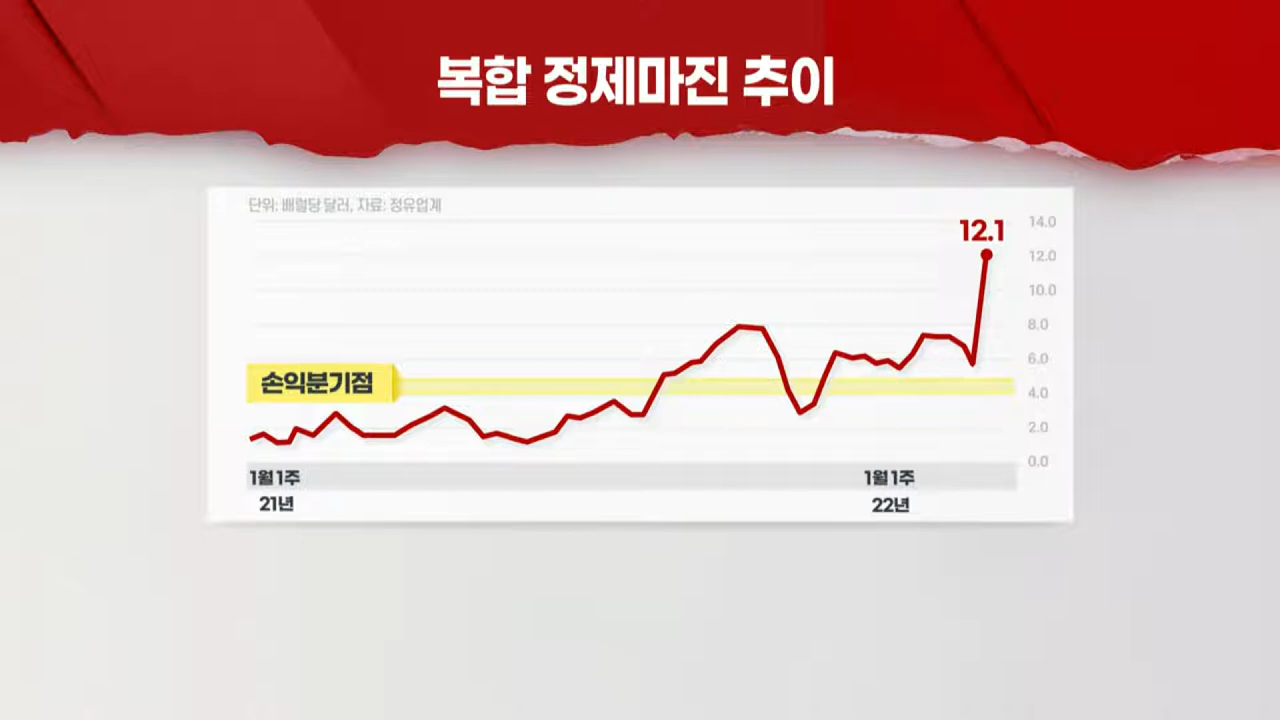 복합 정제마진 추이
단위: 배럴당 달러, 자료: 정유업계
12.1
14.0
12.0
10.0
8.0
6.0
손익분기점
4.0
2.0
0.0
1월 1주
1월 1주
21년
22년